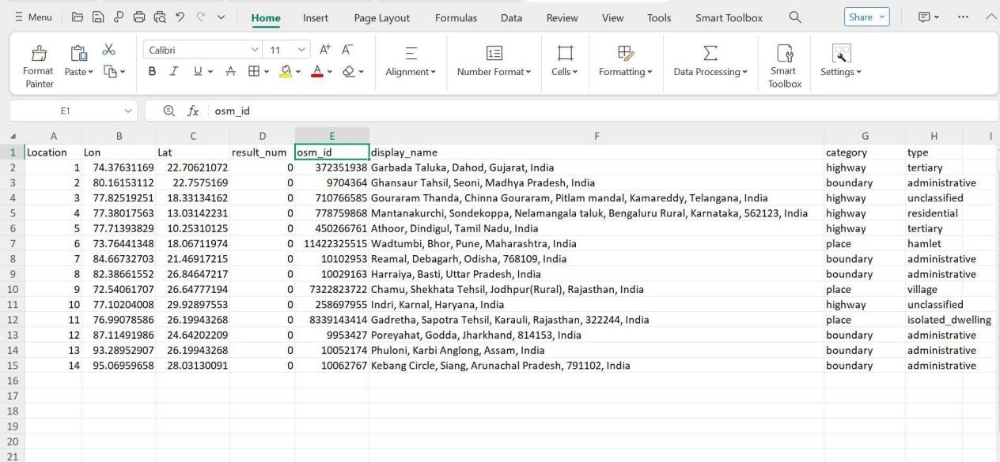 Menu Home Insert Page Layout Formulas Data Review View Tools Smart Toolbox Share
Calibri 11 A+ A-
Format Painter Paste B I U A A Alignment Number Format Cells Formatting Data Processing Smart Toolbox Settings
E1 fx osm_id
A B C D E F G H I
1 Location Lon Lat result_num osm_id display_name category type
2 1 74.37631169 22.70621072 0 372351938 Garbada Taluka, Dahod, Gujarat, India highway tertiary
3 2 80.16153112 22.7575169 0 9704364 Ghansaur Tahsil, Seoni, Madhya Pradesh, India boundary administrative
4 3 77.82519251 18.33134162 0 710766585 Gouraram Thanda, Chinna Gouraram, Pitlam mandal, Kamareddy, Telangana, India highway unclassified
5 4 77.38017563 13.03142231 0 778759868 Mantanakurchi, Sondekoppa, Nelamangala taluk, Bengaluru Rural, Karnataka, 562123, India highway residential
6 5 77.71393829 10.25310125 0 450266761 Athoor, Dindigul, Tamil Nadu, India highway tertiary
7 6 73.76441348 18.06711974 0 11422325515 Wadtumbi, Bhor, Pune, Maharashtra, India place hamlet
8 7 84.66732703 21.46917215 0 10102953 Reamal, Debagarh, Odisha, 768109, India boundary administrative
9 8 82.38661552 26.84647217 0 10029163 Harraiya, Basti, Uttar Pradesh, India boundary administrative
10 9 72.54061707 26.64777194 0 7322823722 Chamu, Shekhata Tehsil, Jodhpur(Rural), Rajasthan, India place village
11 10 77.10204008 29.92897553 0 258697955 Indri, Karnal, Haryana, India highway unclassified
12 11 76.99078586 26.19943268 0 8339143414 Gadretha, Sapotra Tehsil, Karauli, Rajasthan, 322244, India place isolated_dwelling
13 12 87.11491986 24.64202209 0 9953427 Poreyahat, Godda, Jharkhand, 814153, India boundary administrative
14 13 93.28952907 26.19943268 0 10052174 Phuloni, Karbi Anglong, Assam, India boundary administrative
15 14 95.06959658 28.03130091 0 10062767 Kebang Circle, Siang, Arunachal Pradesh, 791102, India boundary administrative
16
17
18
19
20
21